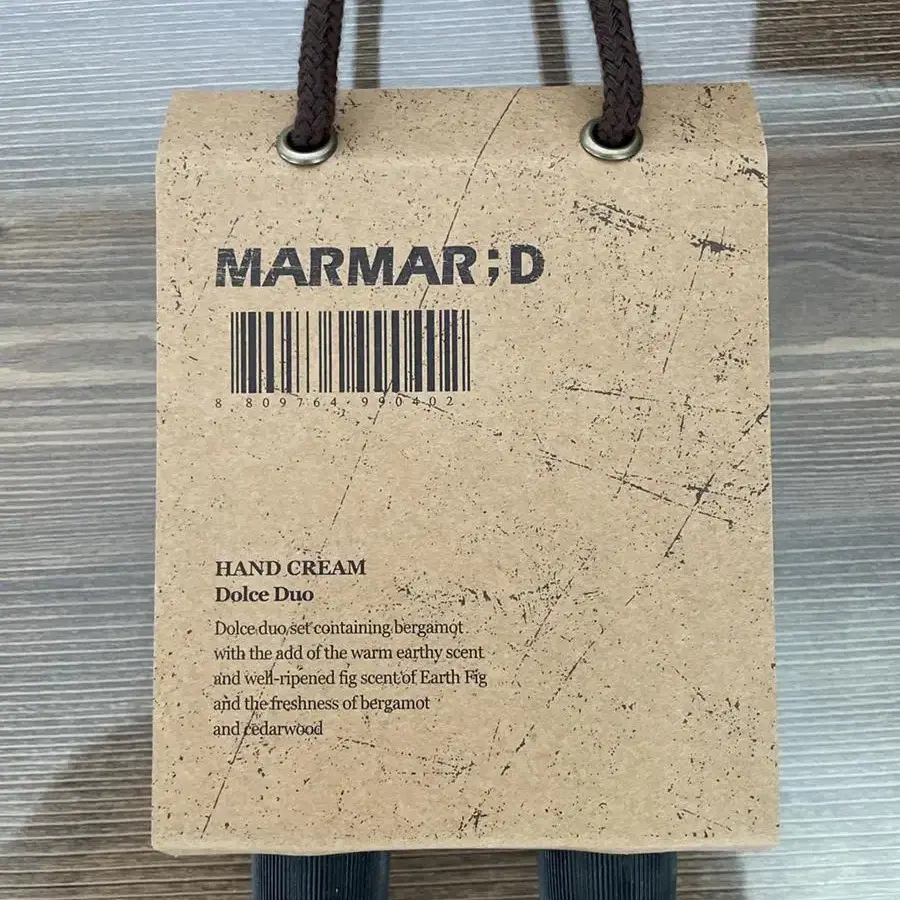 MARMAR;D
8 809764 990402
HAND CREAM
Dolce Duo
Dolce duo set containing bergamot
with the add of the warm earthy scent
and well-ripened fig scent of Earth Fig
and the freshness of bergamot
and cedarwood